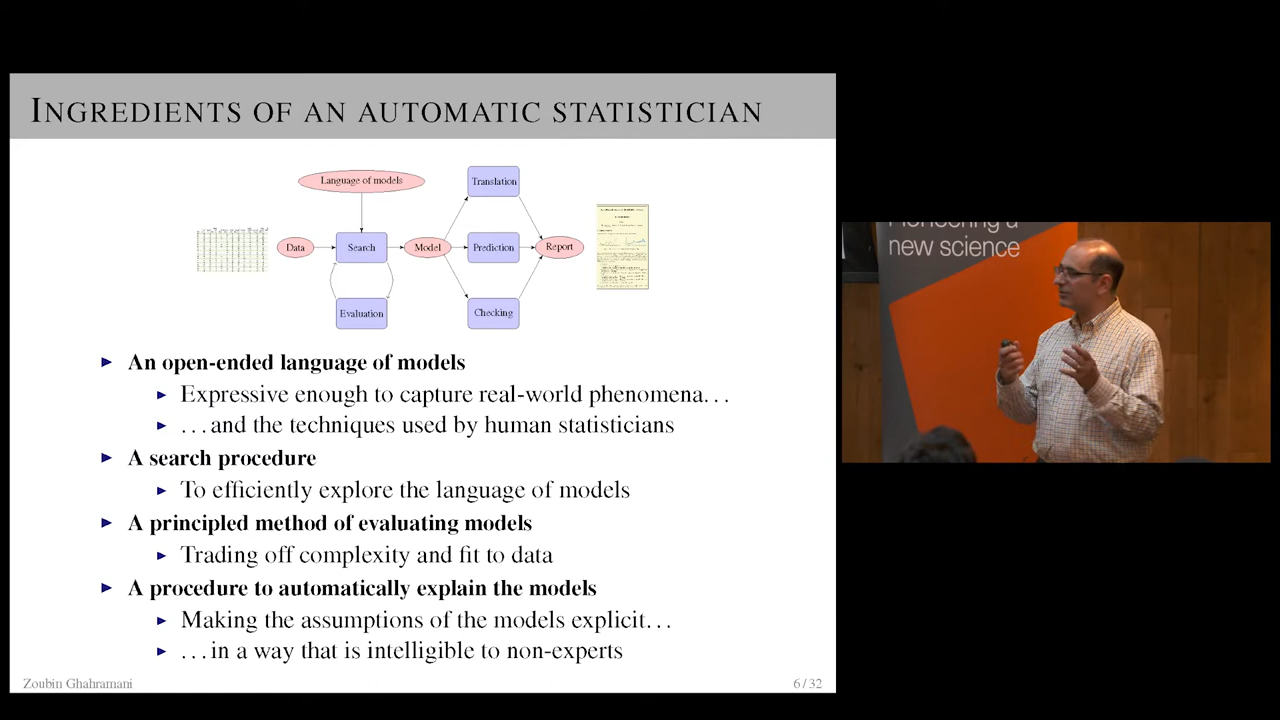 INGREDIENTS OF AN AUTOMATIC STATISTICIAN
Language of models
Translation
Data
Search
Model
Prediction
Report
Evaluation
Checking
▶ An open-ended language of models
▶ Expressive enough to capture real-world phenomena...
▶ ...and the techniques used by human statisticians
▶ A search procedure
▶ To efficiently explore the language of models
▶ A principled method of evaluating models
▶ Trading off complexity and fit to data
▶ A procedure to automatically explain the models
▶ Making the assumptions of the models explicit...
▶ ...in a way that is intelligible to non-experts
Zoubin Ghahramani
6 / 32
Pioneering a
new science